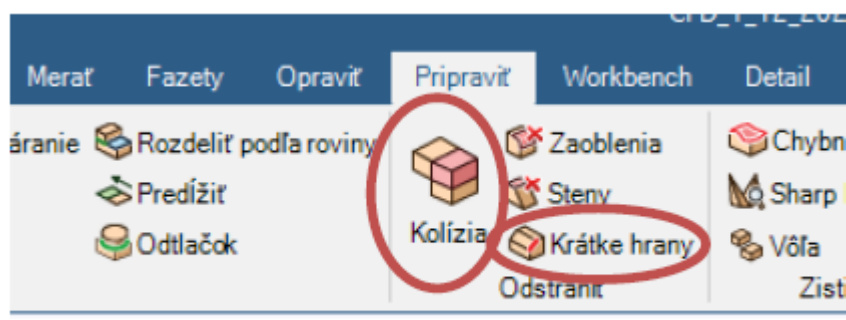 Merať Fazety Opraviť Pripraviť Workbench Detail
Rozdeliť podľa roviny Zaoblenia
Predĺžiť Steny Sharp
Kolízia Odtlačok Krátke hrany Vôľa
Odstrániť